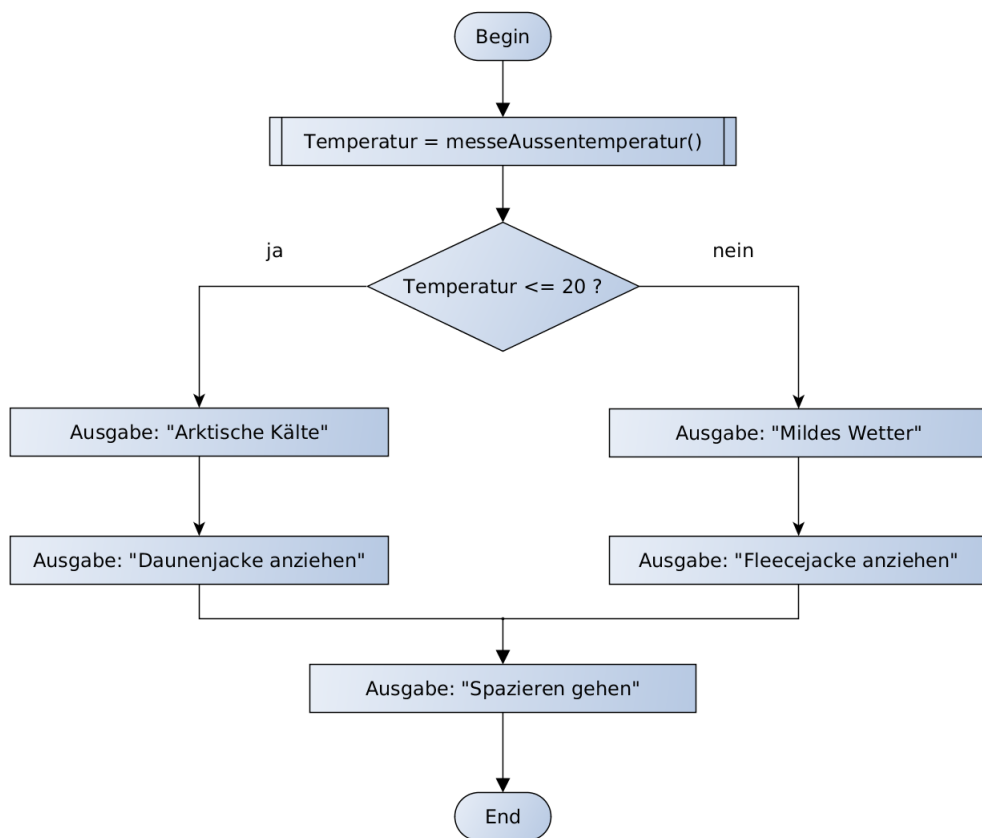 Begin
Temperatur = messeAussentemperatur()
ja
nein
Temperatur <= 20 ?
Ausgabe: "Arktische Kälte"
Ausgabe: "Mildes Wetter"
Ausgabe: "Daunenjacke anziehen"
Ausgabe: "Fleecejacke anziehen"
Ausgabe: "Spazieren gehen"
End